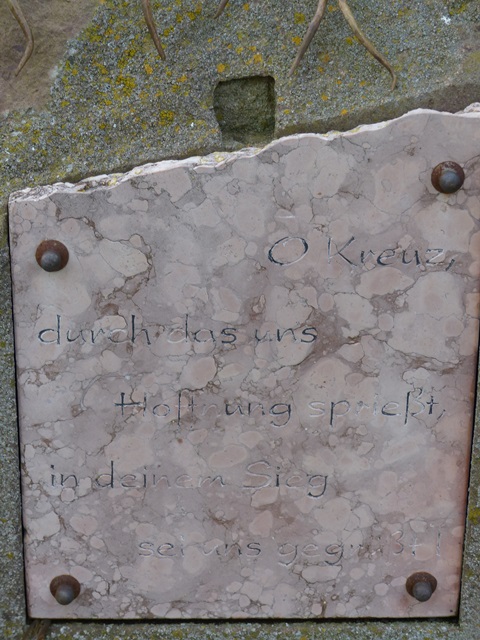 O Kreuz,
durch das uns
Hoffnung sprießt,
in deinem Sieg
sei uns gegrüßt!